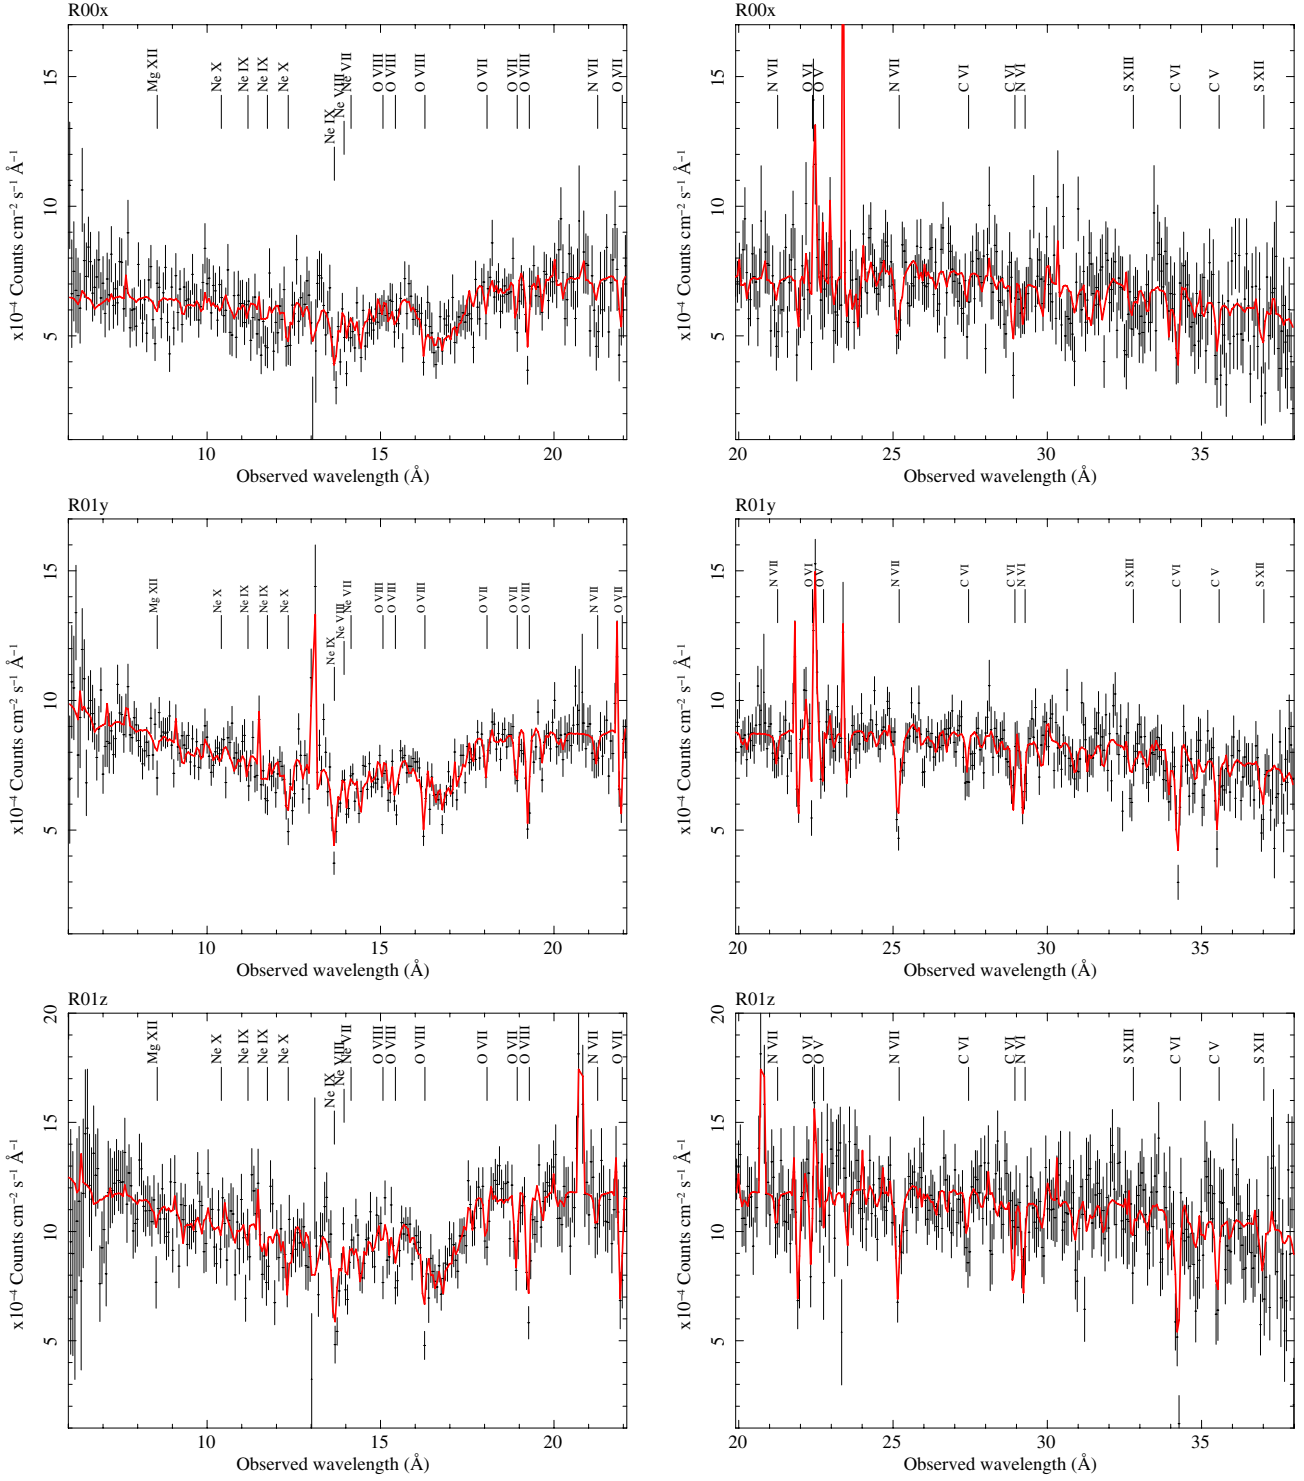 R00x
Mg XII
Ne X
Ne IX
Ne IX
Ne X
Ne IX
Ne VIII
Ne VII
O VIII
O VIII
O VIII
O VII
O VII
O VIII
N VII
O VII
x10⁻⁴ Counts cm⁻² s⁻¹ Å⁻¹
5
10
15
10
15
20
Observed wavelength (Å)
R00x
N VII
O VI
O V
N VII
C VI
C VI
N VI
S XIII
C VI
C V
S XII
x10⁻⁴ Counts cm⁻² s⁻¹ Å⁻¹
5
10
15
20
25
30
35
Observed wavelength (Å)
R01y
Mg XII
Ne X
Ne IX
Ne IX
Ne X
Ne IX
Ne VIII
Ne VII
O VIII
O VIII
O VIII
O VII
O VII
O VIII
N VII
O VII
x10⁻⁴ Counts cm⁻² s⁻¹ Å⁻¹
5
10
15
10
15
20
Observed wavelength (Å)
R01y
N VII
O VI
O V
N VII
C VI
C VI
N VI
S XIII
C VI
C V
S XII
x10⁻⁴ Counts cm⁻² s⁻¹ Å⁻¹
5
10
15
20
25
30
35
Observed wavelength (Å)
R01z
Mg XII
Ne X
Ne IX
Ne IX
Ne X
Ne IX
Ne VIII
Ne VII
O VIII
O VIII
O VIII
O VII
O VII
O VIII
N VII
O VII
x10⁻⁴ Counts cm⁻² s⁻¹ Å⁻¹
5
10
15
20
10
15
20
Observed wavelength (Å)
R01z
N VII
O VI
O V
N VII
C VI
C VI
N VI
S XIII
C VI
C V
S XII
x10⁻⁴ Counts cm⁻² s⁻¹ Å⁻¹
5
10
15
20
20
25
30
35
Observed wavelength (Å)